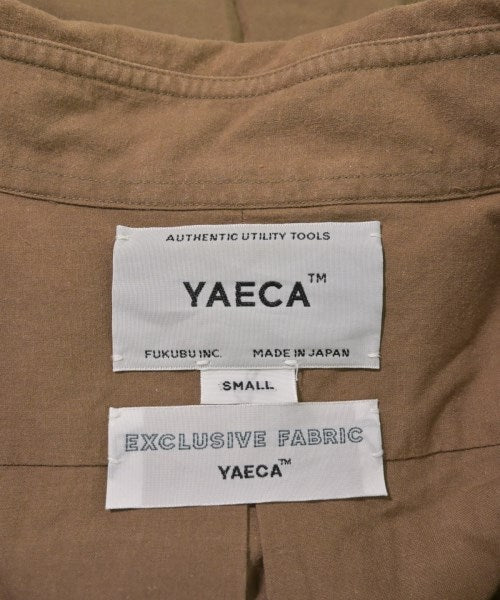 AUTHENTIC UTILITY TOOLS
YAECA™
FUKUBU INC. MADE IN JAPAN
SMALL
EXCLUSIVE FABRIC
YAECA™